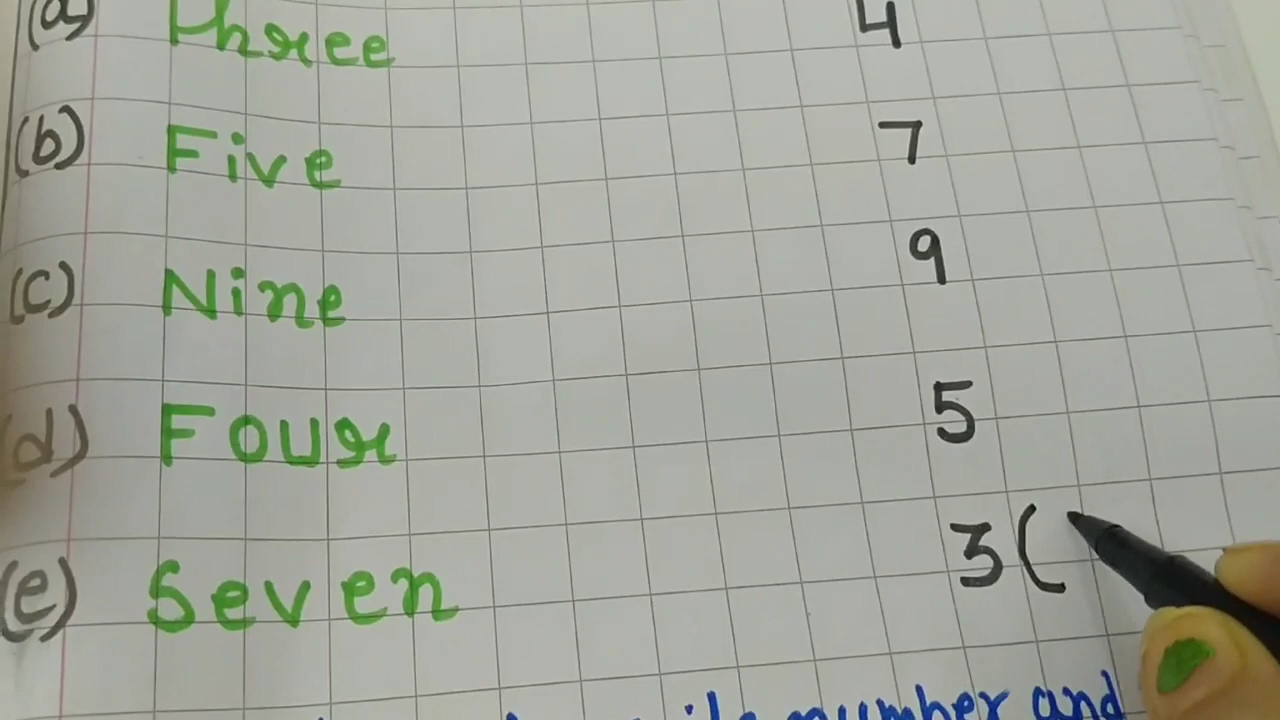 (a) Three 4
(b) Five 7
(c) Nine 9
(d) Four 5
(e) Seven 3 (
number and